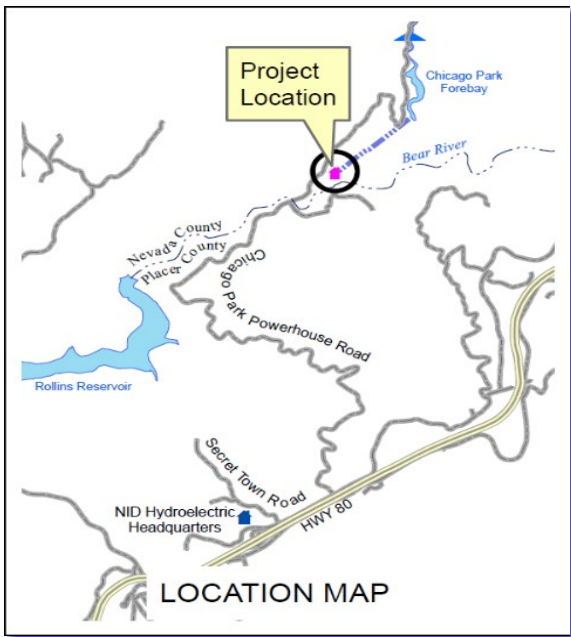 Project
Location
Chicago Park
Forebay
Bear River
Nevada County
Placer County
Chicago Park Powerhouse Road
Rollins Reservoir
Secret Town Road
NID Hydroelectric
Headquarters
HWY 80
LOCATION MAP